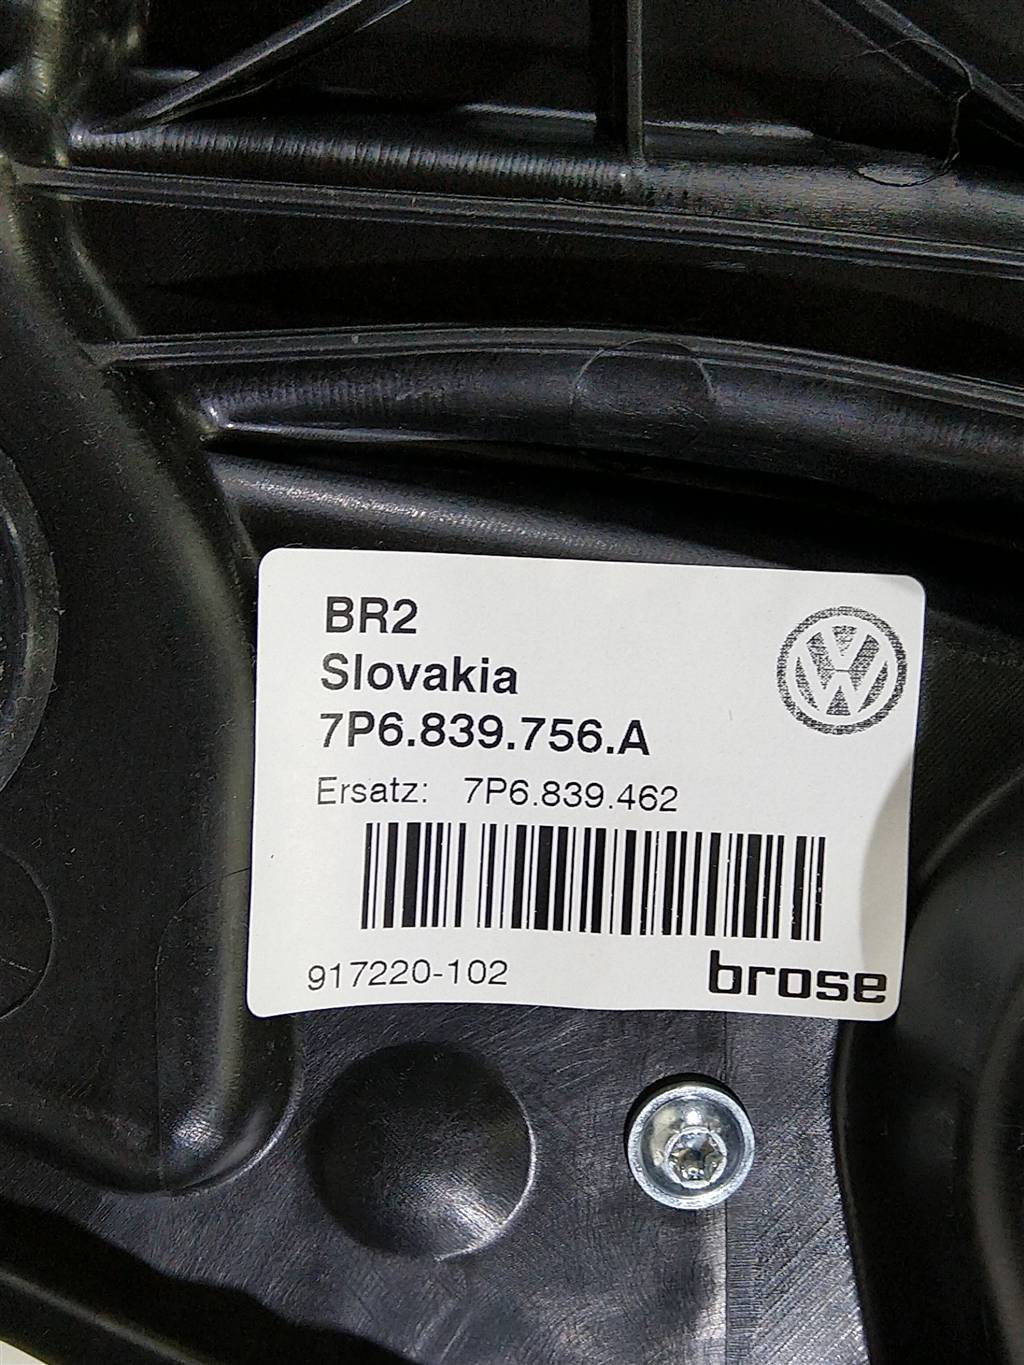 BR2
Slovakia
7P6.839.756.A
Ersatz: 7P6.839.462
917220-102
brose